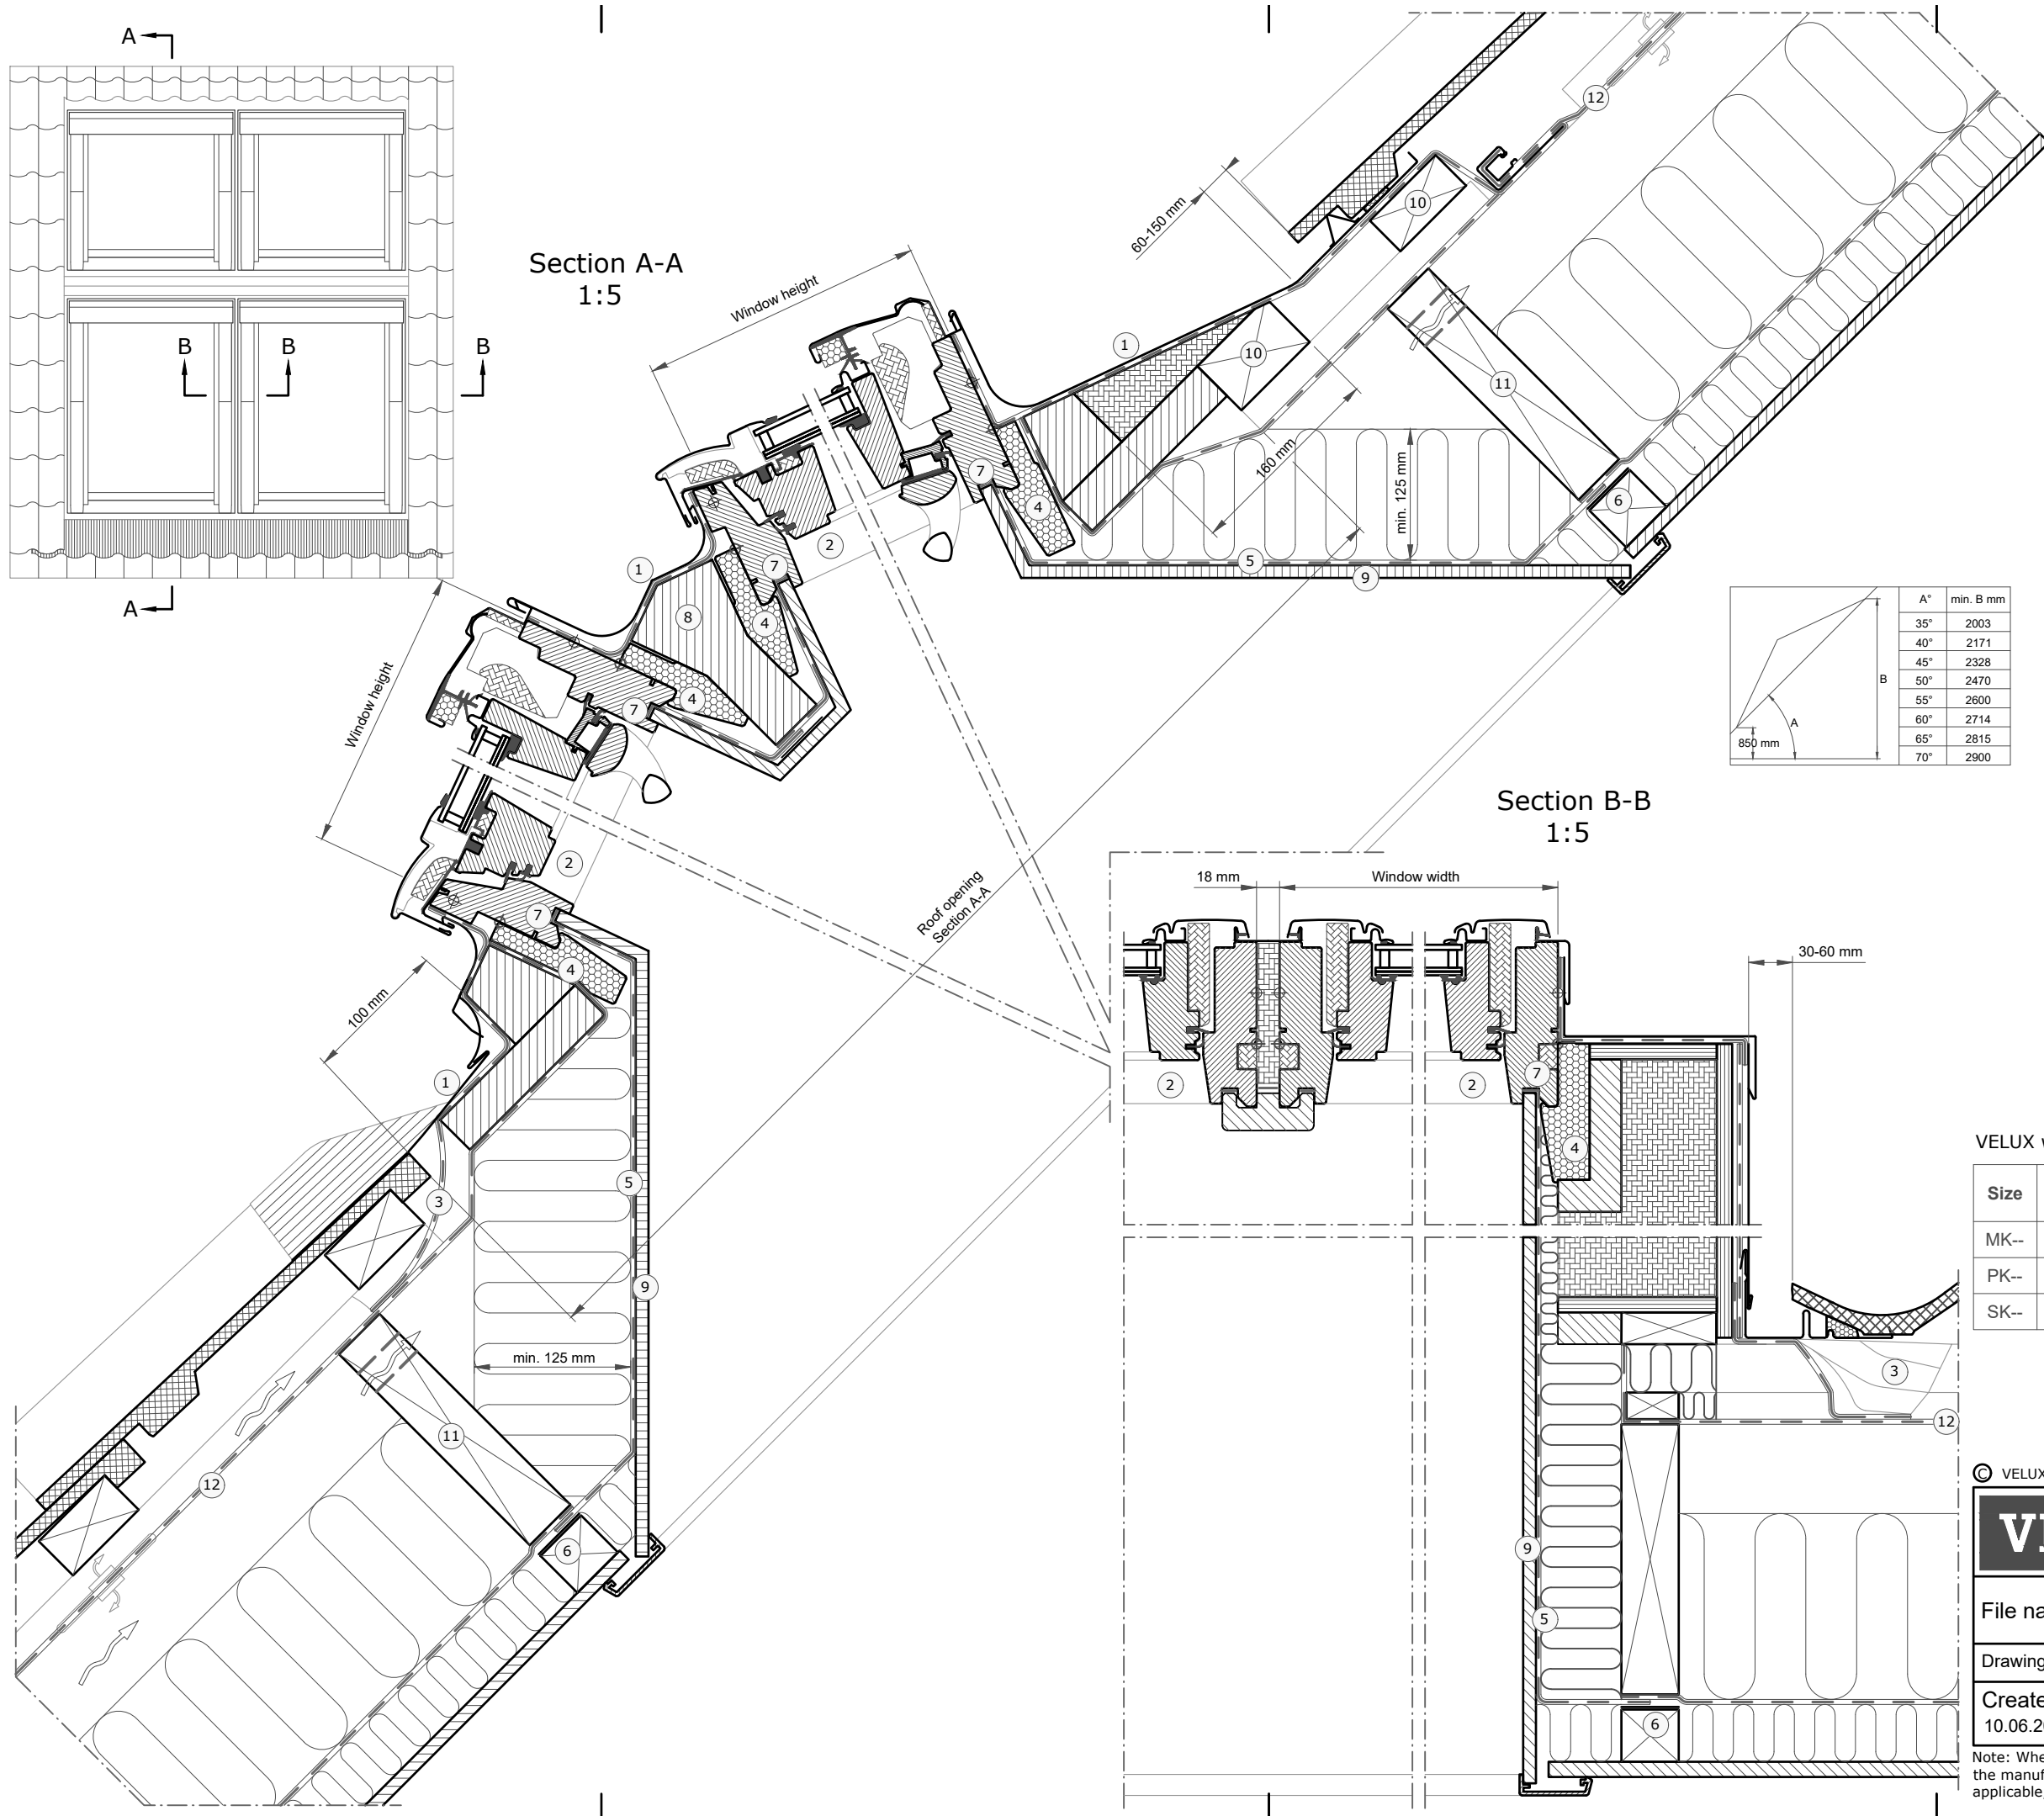 A
A
B
B
B
Section A-A
1:5
Window height
Window height
60-150 mm
160 mm
min. 125 mm
100 mm
min. 125 mm
Roof opening
Section A-A
12
10
1
10
11
7
4
6
2
5
9
1
7
8
4
4
7
2
7
4
1
3
5
9
11
12
6
A° min. B mm
35° 2003
40° 2171
45° 2328
50° 2470
55° 2600
60° 2714
65° 2815
70° 2900
B
A
850 mm
Section B-B
1:5
18 mm
Window width
30-60 mm
2
2
7
4
3
12
9
5
6
VELUX
Size
MK--
PK--
SK--
© VELUX
File
Drawing
10.06.
Note:
the
applicable